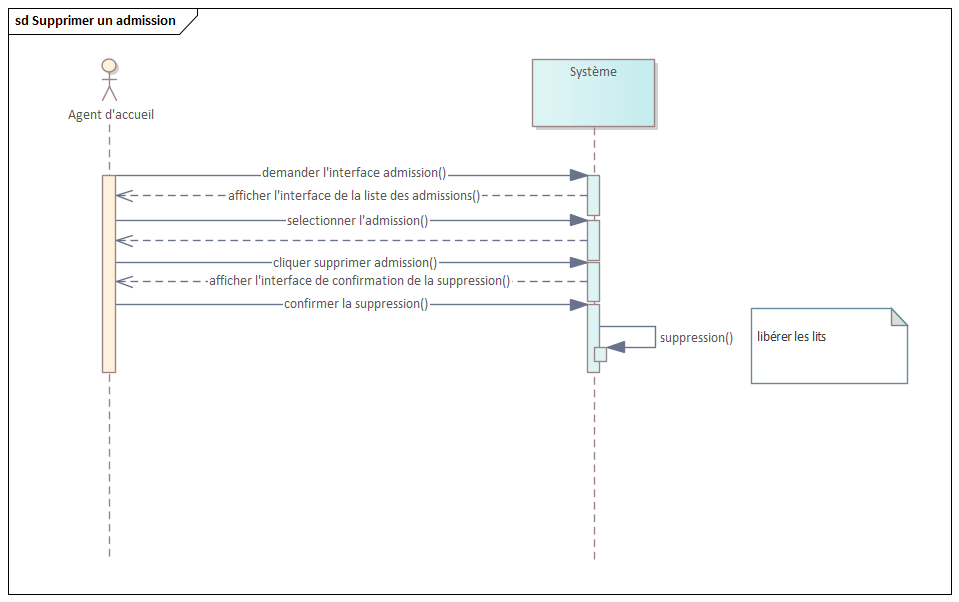 sd Supprimer un admission
Système
Agent d'accueil
demander l'interface admission()
afficher l'interface de la liste des admissions()
selectionner l'admission()
cliquer supprimer admission()
afficher l'interface de confirmation de la suppression()
confirmer la suppression()
suppression()
libérer les lits